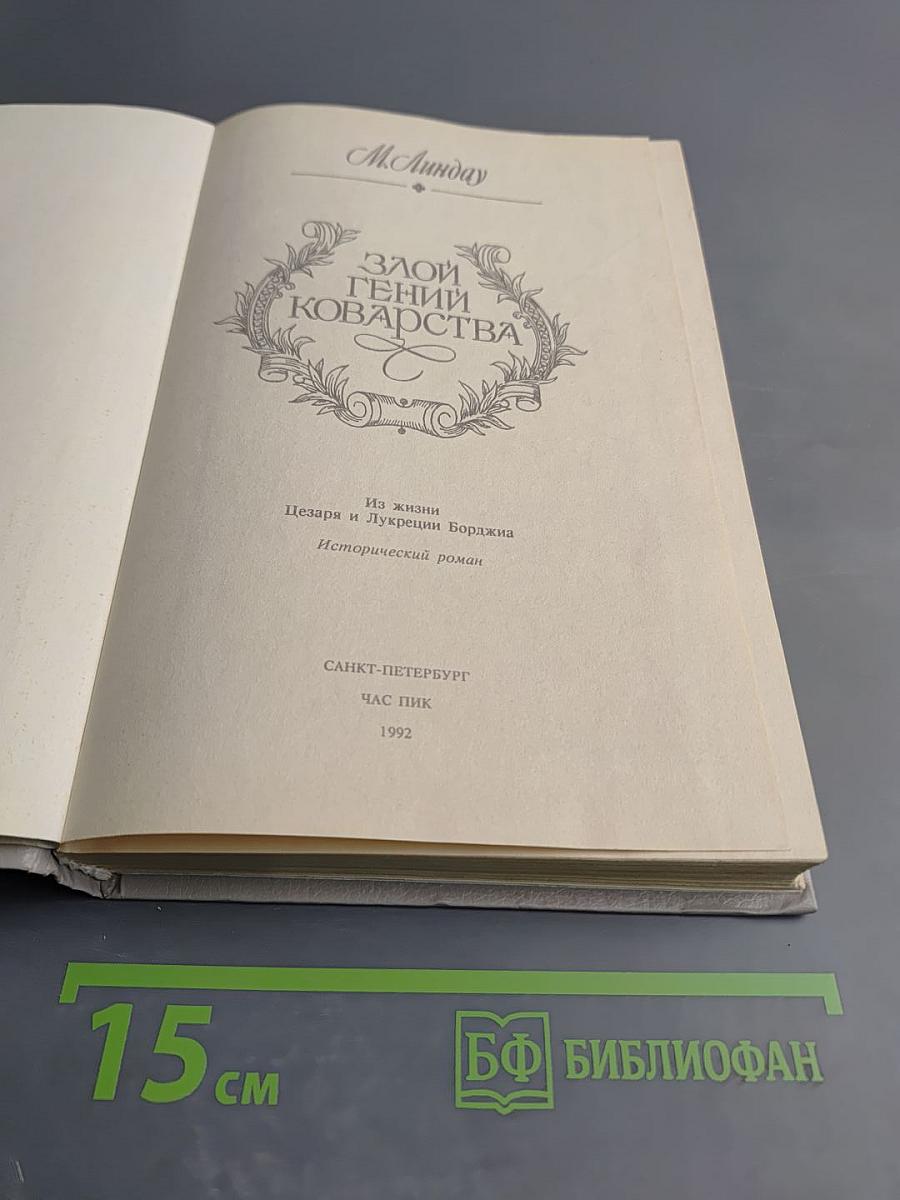 М. Линдау
ЗЛОЙ
ГЕНИЙ
КОВАРСТВА
Из жизни
Цезаря и Лукреции Борджиа
Исторический роман
САНКТ-ПЕТЕРБУРГ
ЧАС ПИК
1992
15 см
БФ БИБЛИОФАН